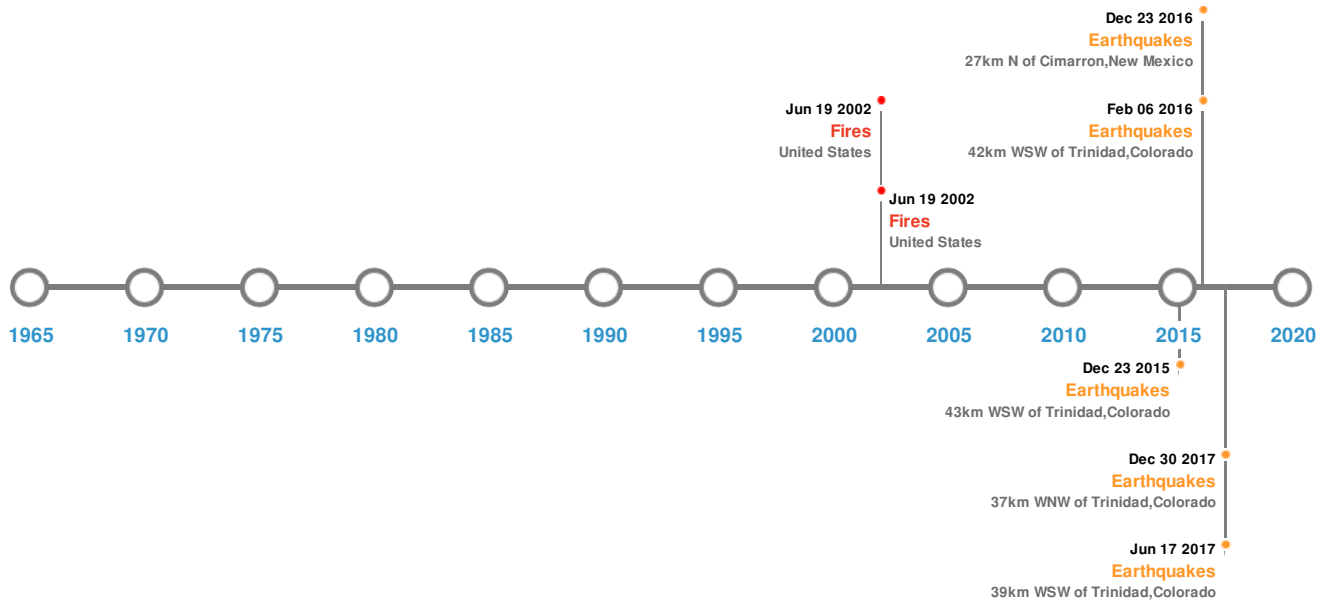 Dec 23 2016
Earthquakes
27km N of Cimarron,New Mexico
Jun 19 2002
Fires
United States
Feb 06 2016
Earthquakes
42km WSW of Trinidad,Colorado
Jun 19 2002
Fires
United States
1965 1970 1975 1980 1985 1990 1995 2000 2005 2010 2015 2020
Dec 23 2015
Earthquakes
43km WSW of Trinidad,Colorado
Dec 30 2017
Earthquakes
37km WNW of Trinidad,Colorado
Jun 17 2017
Earthquakes
39km WSW of Trinidad,Colorado